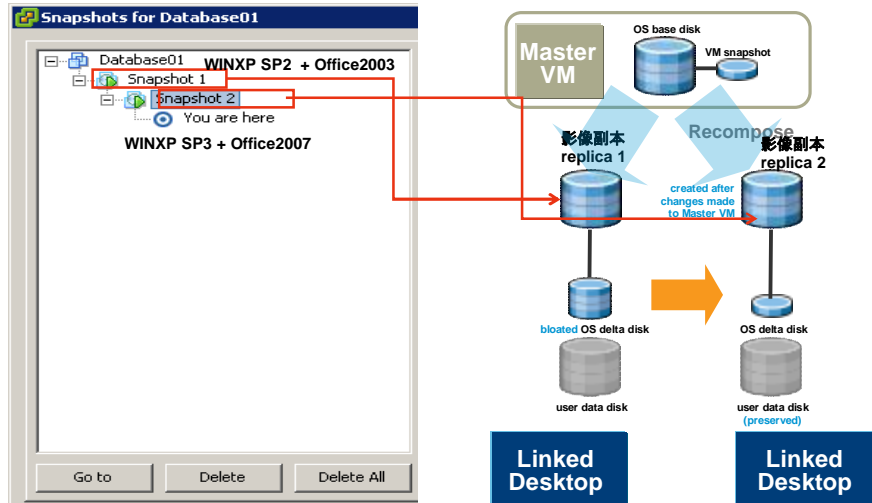 Snapshots for Database01
Database01
WINXP SP2 + Office2003
Snapshot 1
Snapshot 2
You are here
WINXP SP3 + Office2007
Go to
Delete
Delete All
Master
VM
OS base disk
VM snapshot
Recompose
影像副本
replica 1
影像副本
replica 2
created after
changes made
to Master VM
bloated OS delta disk
OS delta disk
user data disk
user data disk
(preserved)
Linked
Desktop
Linked
Desktop